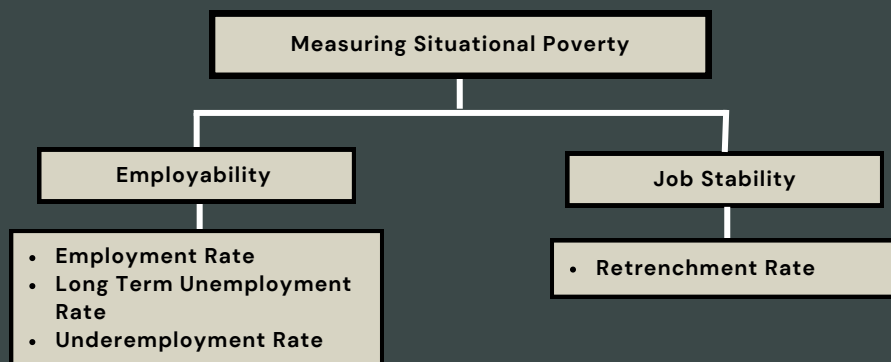 Measuring Situational Poverty
Employability
Job Stability
• Employment Rate
• Long Term Unemployment
Rate
• Underemployment Rate
• Retrenchment Rate